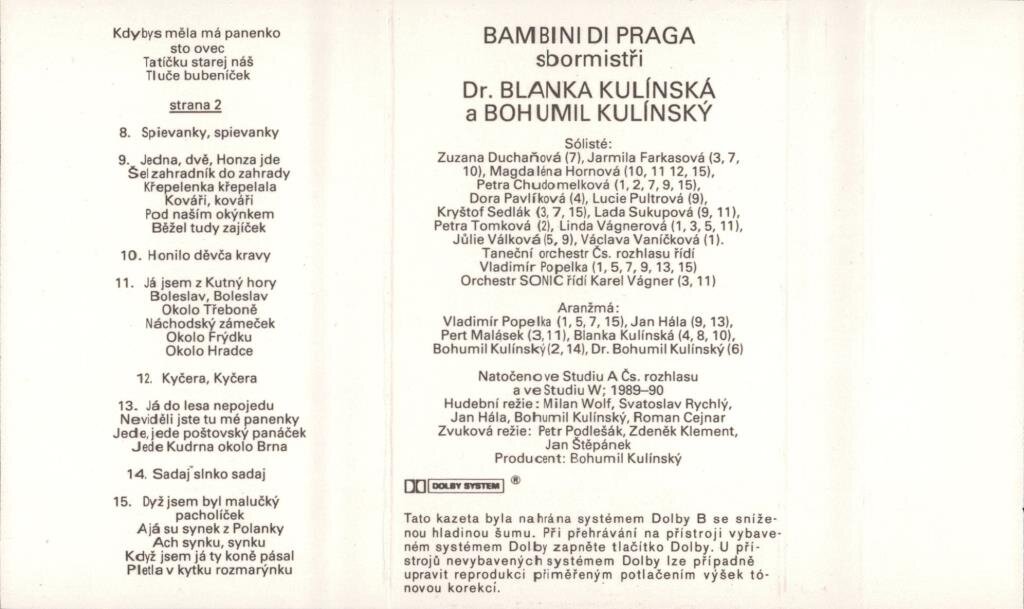 Kdybys měla má panenko
sto ovec
Tatíčku starej náš
Tluče bubeníček
strana 2
8. Spievanky, spievanky
9. Jedna, dvě, Honza jde
Šel zahradník do zahrady
Křepelenka křepelala
Kováři, kováři
Pod naším okýnkem
Běžel tudy zajíček
10. Honilo děvča kravy
11. Já jsem z Kutný hory
Boleslav, Boleslav
Okolo Třeboně
Náchodský zámeček
Okolo Frýdku
Okolo Hradce
12. Kyčera, Kyčera
13. Já do lesa nepojedu
Neviděli jste tu mé panenky
Jede, jede poštovský panáček
Jede Kudrna okolo Brna
14. Sadaj slnko sadaj
15. Dyž jsem byl malučký
pacholíček
Ajá su synek z Polanky
Ach synku, synku
Když jsem já ty koně pásal
Pletla v kytku rozmarýnku
BAMBINI DI PRAGA
sbormistři
Dr. BLANKA KULÍNSKÁ
a BOHUMIL KULÍNSKÝ
Sólisté:
Zuzana Duchaňová (7), Jarmila Farkasová (3, 7,
10), Magdaléna Hornová (10, 11 12, 15),
Petra Chudomelková (1, 2, 7, 9, 15),
Dora Pavlíková (4), Lucie Pultrová (9),
Kryštof Sedlák (3, 7, 15), Lada Sukupová (9, 11),
Petra Tomková (2), Linda Vágnerová (1, 3, 5, 11),
Jůlie Válková (5, 9), Václava Vaníčková (1).
Taneční orchestr Čs. rozhlasu řídí
Vladimír Popelka (1, 5, 7, 9, 13, 15)
Orchestr SONIC řídí Karel Vágner (3, 11)
Aranžmá:
Vladimír Popelka (1, 5, 7, 15), Jan Hála (9, 13),
Pert Malásek (3,11), Blanka Kulínská (4, 8, 10),
Bohumil Kulínský (2, 14), Dr. Bohumil Kulínský (6)
Natočeno ve Studiu A Čs. rozhlasu
a ve Studiu W; 1989–90
Hudební režie: Milan Wolf, Svatoslav Rychlý,
Jan Hála, Bohumil Kulínský, Roman Cejnar
Zvuková režie: Petr Podlešák, Zdeněk Klement,
Jan Štěpánek
Producent: Bohumil Kulínský
DOLBY SYSTEM ®
Tato kazeta byla nahrána systémem Dolby B se sníže-
nou hladinou šumu. Při přehrávání na přístroji vybave-
ném systémem Dolby zapněte tlačítko Dolby. U pří-
strojů nevybavených systémem Dolby lze případně
upravit reprodukci přiměřeným potlačením výšek tó-
novou korekcí.